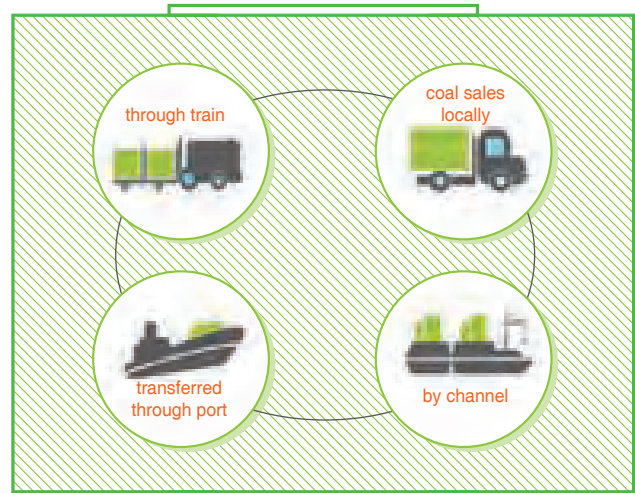 through train
coal sales
locally
transferred
through port
by channel